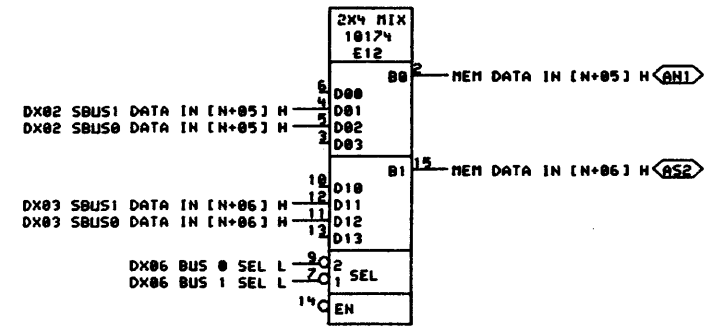 2X4 MIX
10174
E12
B0 2 MEM DATA IN [N+05] H AN1
6 D00
DX02 SBUS1 DATA IN [N+05] H 4 D01
DX02 SBUS0 DATA IN [N+05] H 5 D02
3 D03
B1 15 MEM DATA IN [N+06] H AS2
10 D10
DX03 SBUS1 DATA IN [N+06] H 12 D11
DX03 SBUS0 DATA IN [N+06] H 11 D12
13 D13
DX06 BUS 0 SEL L 9 2
DX06 BUS 1 SEL L 7 1 SEL
14 EN